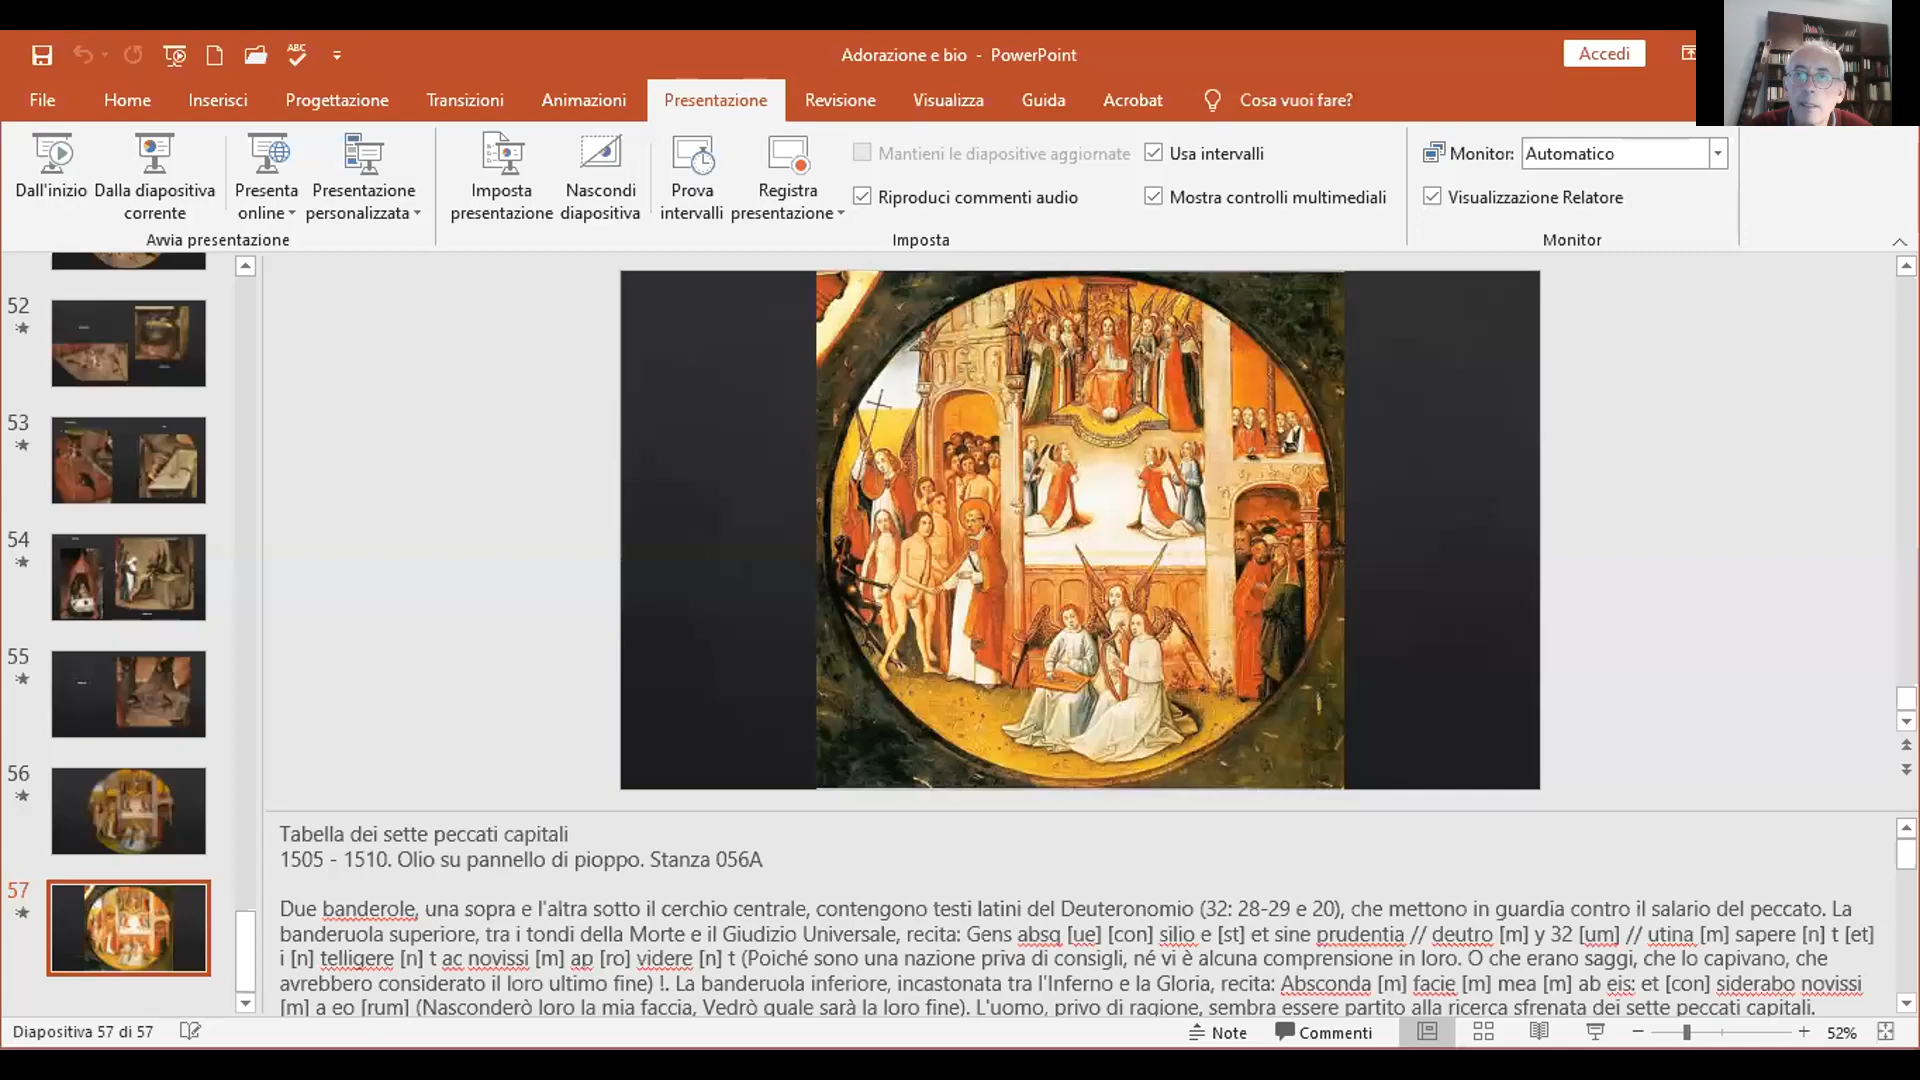 ABC
Adorazione e bio - PowerPoint
Accedi
File Home Inserisci Progettazione Transizioni Animazioni Presentazione Revisione Visualizza Guida Acrobat Cosa vuoi fare?
Dall'inizio
Dalla diapositiva corrente
Presenta online
Presentazione personalizzata
Avvia presentazione
Imposta presentazione
Nascondi diapositiva
Prova intervalli
Registra presentazione
Mantieni le diapositive aggiornate
Riproduci commenti audio
Usa intervalli
Mostra controlli multimediali
Imposta
Monitor: Automatico
Visualizzazione Relatore
Monitor
52
53
54
55
56
57
Tabella dei sette peccati capitali
1505 - 1510. Olio su pannello di pioppo. Stanza 056A
Due banderole, una sopra e l'altra sotto il cerchio centrale, contengono testi latini del Deuteronomio (32: 28-29 e 20), che mettono in guardia contro il salario del peccato. La
banderuola superiore, tra i tondi della Morte e il Giudizio Universale, recita: Gens absq [ue] [con] silio e [st] et sine prudentia // deutro [m] y 32 [um] // utina [m] sapere [n] t [et]
i [n] telligere [n] t ac novissi [m] ap [ro] videre [n] t (Poiché sono una nazione priva di consigli, né vi è alcuna comprensione in loro. O che erano saggi, che lo capivano, che
avrebbero considerato il loro ultimo fine) !. La banderuola inferiore, incastonata tra l'Inferno e la Gloria, recita: Absconda [m] facie [m] mea [m] ab eis: et [con] siderabo novissi
[m] a eo [rum] (Nasconderò loro la mia faccia, Vedrò quale sarà la loro fine). L'uomo, privo di ragione, sembra essere partito alla ricerca sfrenata dei sette peccati capitali.
Diapositiva 57 di 57
Note
Commenti
52%